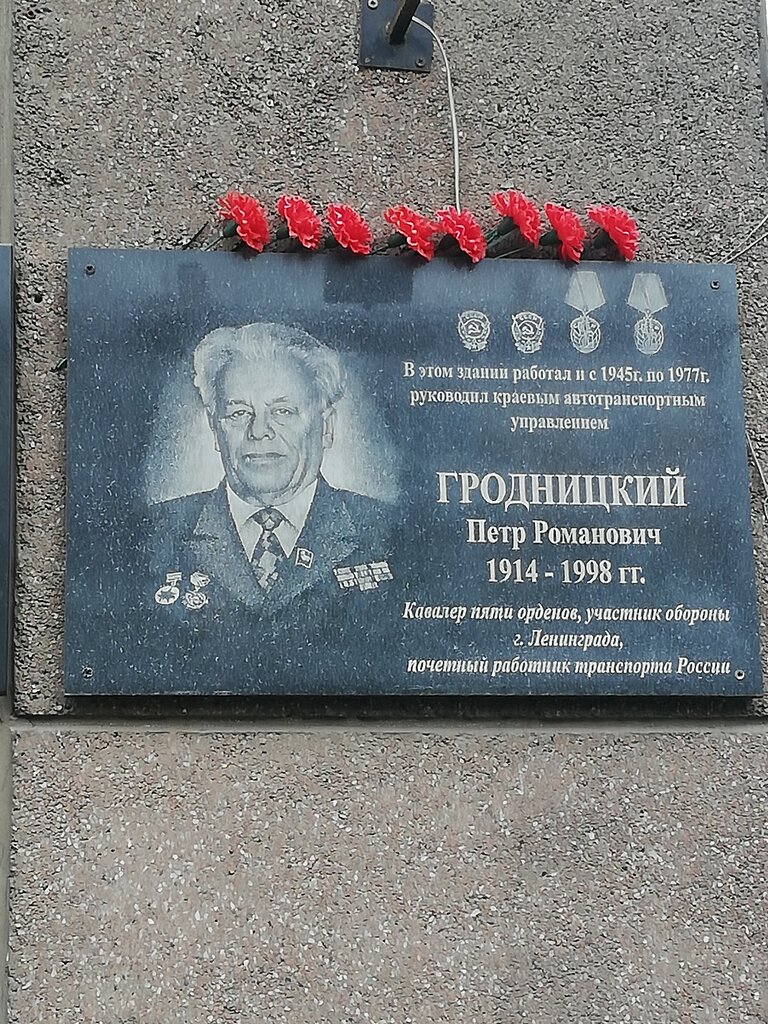 В этом здании работал и с 1945г. по 1977г.
руководил краевым автотранспортным
управлением
ГРОДНИЦКИЙ
Петр Романович
1914 - 1998 гг.
Кавалер пяти орденов, участник обороны
г. Ленинграда,
почетный работник транспорта России